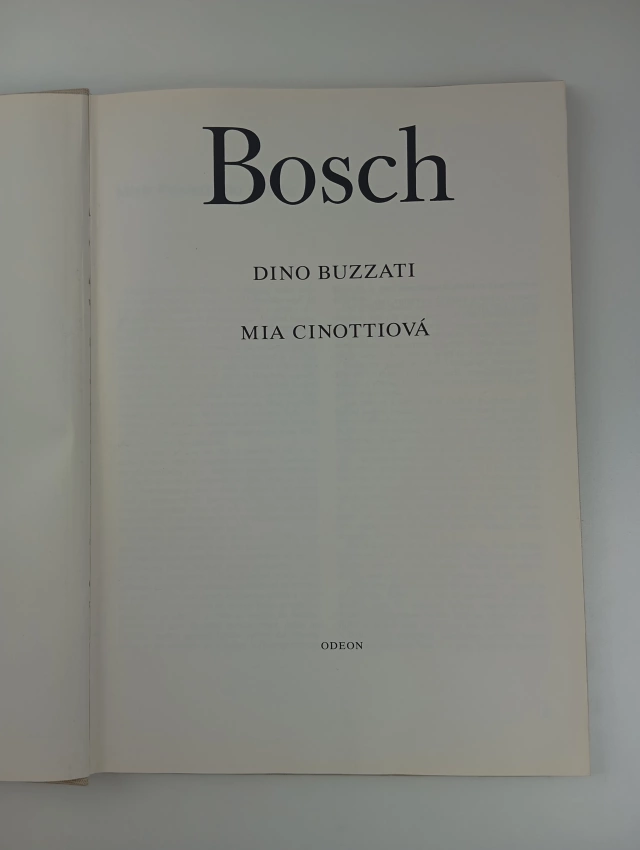 Bosch
DINO BUZZATI
MIA CINOTTIOVÁ
ODEON